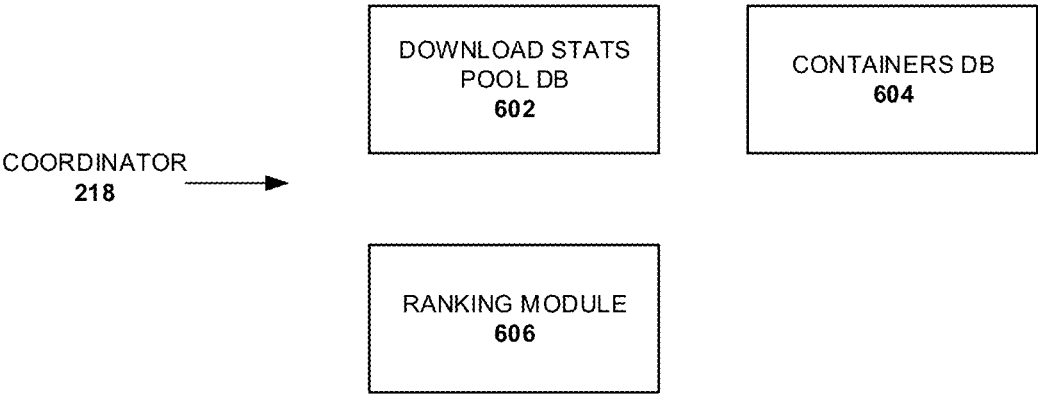 DOWNLOAD STATS
POOL DB
602
CONTAINERS DB
604
COORDINATOR
218
RANKING MODULE
606